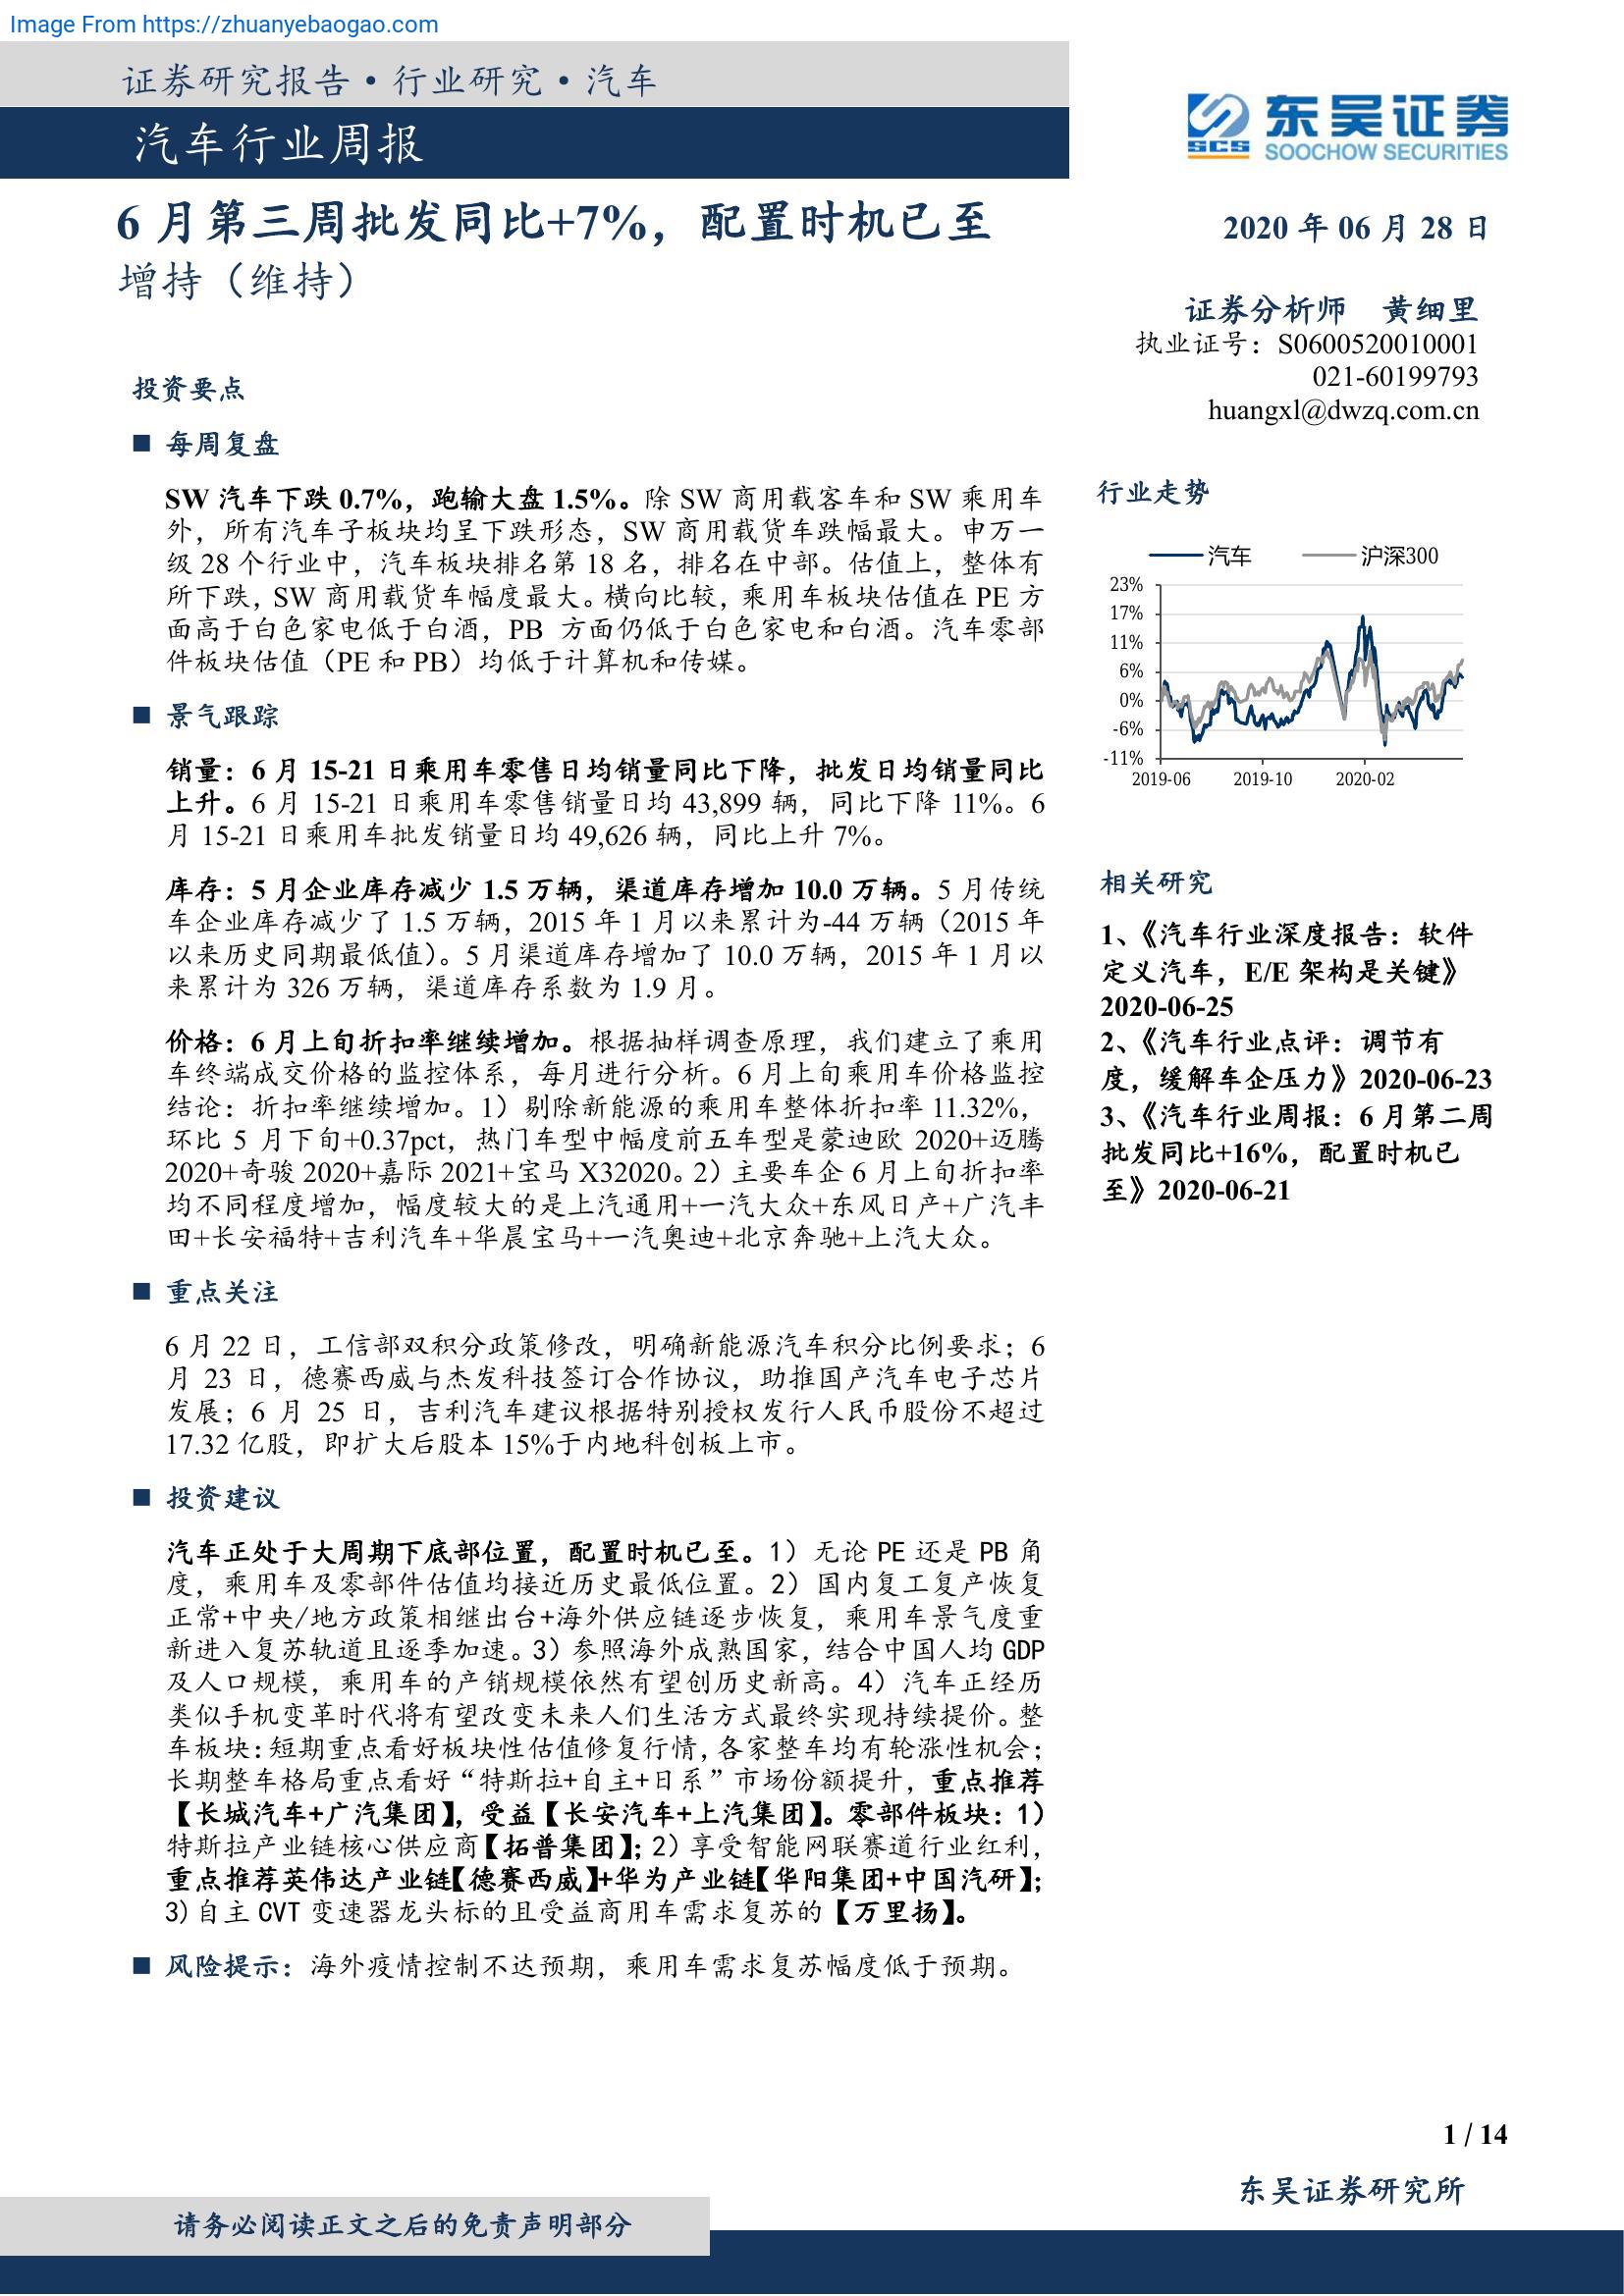 Image From https://zhuanyebaogao.com
证券研究报告·行业研究·汽车
汽车行业周报
东吴证券
SCS
SOOCHOW SECURITIES
6 月第三周批发同比+7%，配置时机已至
增持（维持）
2020 年 06 月 28 日
证券分析师 黄细里
执业证号：S0600520010001
021-60199793
huangxl@dwzq.com.cn
投资要点
■ 每周复盘
SW 汽车下跌 0.7%，跑输大盘 1.5%。除 SW 商用载客车和 SW 乘用车
外，所有汽车子板块均呈下跌形态，SW 商用载货车跌幅最大。申万一
级 28 个行业中，汽车板块排名第 18 名，排名在中部。估值上，整体有
所下跌，SW 商用载货车幅度最大。横向比较，乘用车板块估值在 PE 方
面高于白色家电低于白酒，PB 方面仍低于白色家电和白酒。汽车零部
件板块估值（PE 和 PB）均低于计算机和传媒。
■ 景气跟踪
销量：6 月 15-21 日乘用车零售日均销量同比下降，批发日均销量同比
上升。6 月 15-21 日乘用车零售销量日均 43,899 辆，同比下降 11%。6
月 15-21 日乘用车批发销量日均 49,626 辆，同比上升 7%。
库存：5 月企业库存减少 1.5 万辆，渠道库存增加 10.0 万辆。5 月传统
车企业库存减少了 1.5 万辆，2015 年 1 月以来累计为-44 万辆（2015 年
以来历史同期最低值）。5 月渠道库存增加了 10.0 万辆，2015 年 1 月以
来累计为 326 万辆，渠道库存系数为 1.9 月。
价格：6 月上旬折扣率继续增加。根据抽样调查原理，我们建立了乘用
车终端成交价格的监控体系，每月进行分析。6 月上旬乘用车价格监控
结论：折扣率继续增加。1）剔除新能源的乘用车整体折扣率 11.32%，
环比 5 月下旬+0.37pct，热门车型中幅度前五车型是蒙迪欧 2020+迈腾
2020+奇骏 2020+嘉际 2021+宝马 X32020。2）主要车企 6 月上旬折扣率
均不同程度增加，幅度较大的是上汽通用+一汽大众+东风日产+广汽丰
田+长安福特+吉利汽车+华晨宝马+一汽奥迪+北京奔驰+上汽大众。
■ 重点关注
6 月 22 日，工信部双积分政策修改，明确新能源汽车积分比例要求；6
月 23 日，德赛西威与杰发科技签订合作协议，助推国产汽车电子芯片
发展；6 月 25 日，吉利汽车建议根据特别授权发行人民币股份不超过
17.32 亿股，即扩大后股本 15%于内地科创板上市。
■ 投资建议
汽车正处于大周期下底部位置，配置时机已至。1）无论 PE 还是 PB 角
度，乘用车及零部件估值均接近历史最低位置。2）国内复工复产恢复
正常+中央/地方政策相继出台+海外供应链逐步恢复，乘用车景气度重
新进入复苏轨道且逐季加速。3）参照海外成熟国家，结合中国人均 GDP
及人口规模，乘用车的产销规模依然有望创历史新高。4）汽车正经历
类似手机变革时代将有望改变未来人们生活方式最终实现持续提价。整
车板块：短期重点看好板块性估值修复行情，各家整车均有轮涨性机会；
长期整车格局重点看好“特斯拉+自主+日系”市场份额提升，重点推荐
【长城汽车+广汽集团】，受益【长安汽车+上汽集团】。零部件板块：1）
特斯拉产业链核心供应商【拓普集团】；2）享受智能网联赛道行业红利，
重点推荐英伟达产业链【德赛西威】+华为产业链【华阳集团+中国汽研】；
3）自主 CVT 变速器龙头标的且受益商用车需求复苏的【万里扬】。
■ 风险提示：海外疫情控制不达预期，乘用车需求复苏幅度低于预期。
行业走势
汽车 沪深300
23%
17%
11%
6%
0%
-6%
-11%
2019-06 2019-10 2020-02
相关研究
1、《汽车行业深度报告：软件
定义汽车，E/E 架构是关键》
2020-06-25
2、《汽车行业点评：调节有
度，缓解车企压力》2020-06-23
3、《汽车行业周报：6 月第二周
批发同比+16%，配置时机已
至》2020-06-21
1 / 14
东吴证券研究所
请务必阅读正文之后的免责声明部分